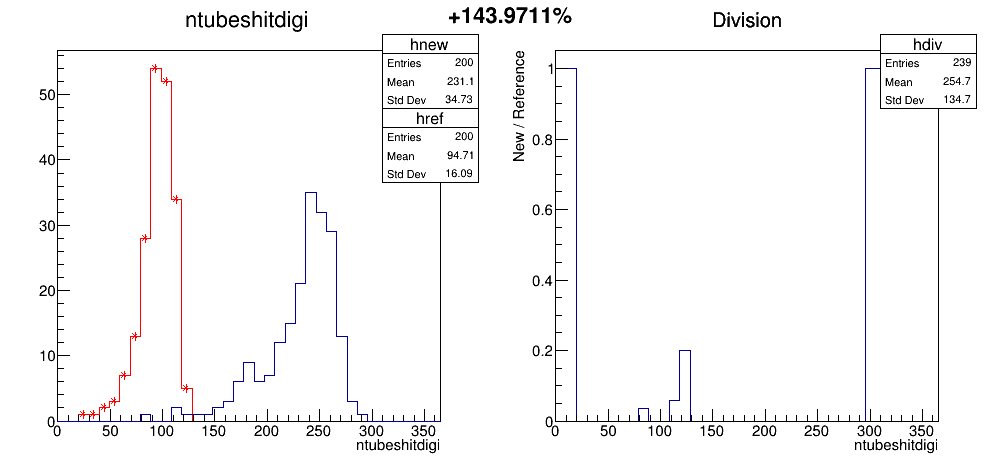 +143.9711%
ntubeshitdigi
hnew
Entries 200
Mean 231.1
Std Dev 34.73
href
Entries 200
Mean 94.71
Std Dev 16.09
50
40
30
20
10
0
0 50 100 150 200 250 300 350
ntubeshitdigi
Division
hdiv
Entries 239
Mean 254.7
Std Dev 134.7
New / Reference
1
0.8
0.6
0.4
0.2
0
0 50 100 150 200 250 300 350
ntubeshitdigi